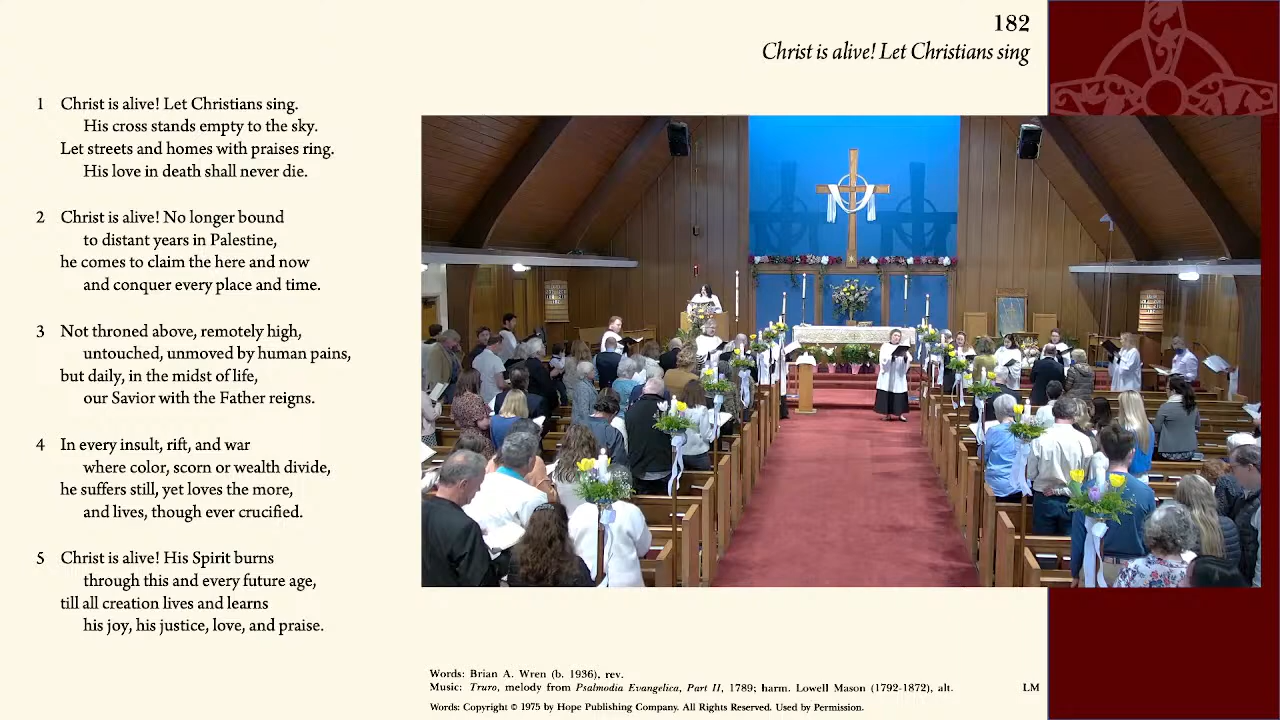 182
Christ is alive! Let Christians sing
1 Christ is alive! Let Christians sing.
His cross stands empty to the sky.
Let streets and homes with praises ring.
His love in death shall never die.
2 Christ is alive! No longer bound
to distant years in Palestine,
he comes to claim the here and now
and conquer every place and time.
3 Not throned above, remotely high,
untouched, unmoved by human pains,
but daily, in the midst of life,
our Savior with the Father reigns.
4 In every insult, rift, and war
where color, scorn or wealth divide,
he suffers still, yet loves the more,
and lives, though ever crucified.
5 Christ is alive! His Spirit burns
through this and every future age,
till all creation lives and learns
his joy, his justice, love, and praise.
Words: Brian A. Wren (b. 1936), rev.
Music: Truro, melody from Psalmodia Evangelica, Part II, 1789; harm. Lowell Mason (1792-1872), alt. LM
Words: Copyright © 1975 by Hope Publishing Company. All Rights Reserved. Used by Permission.